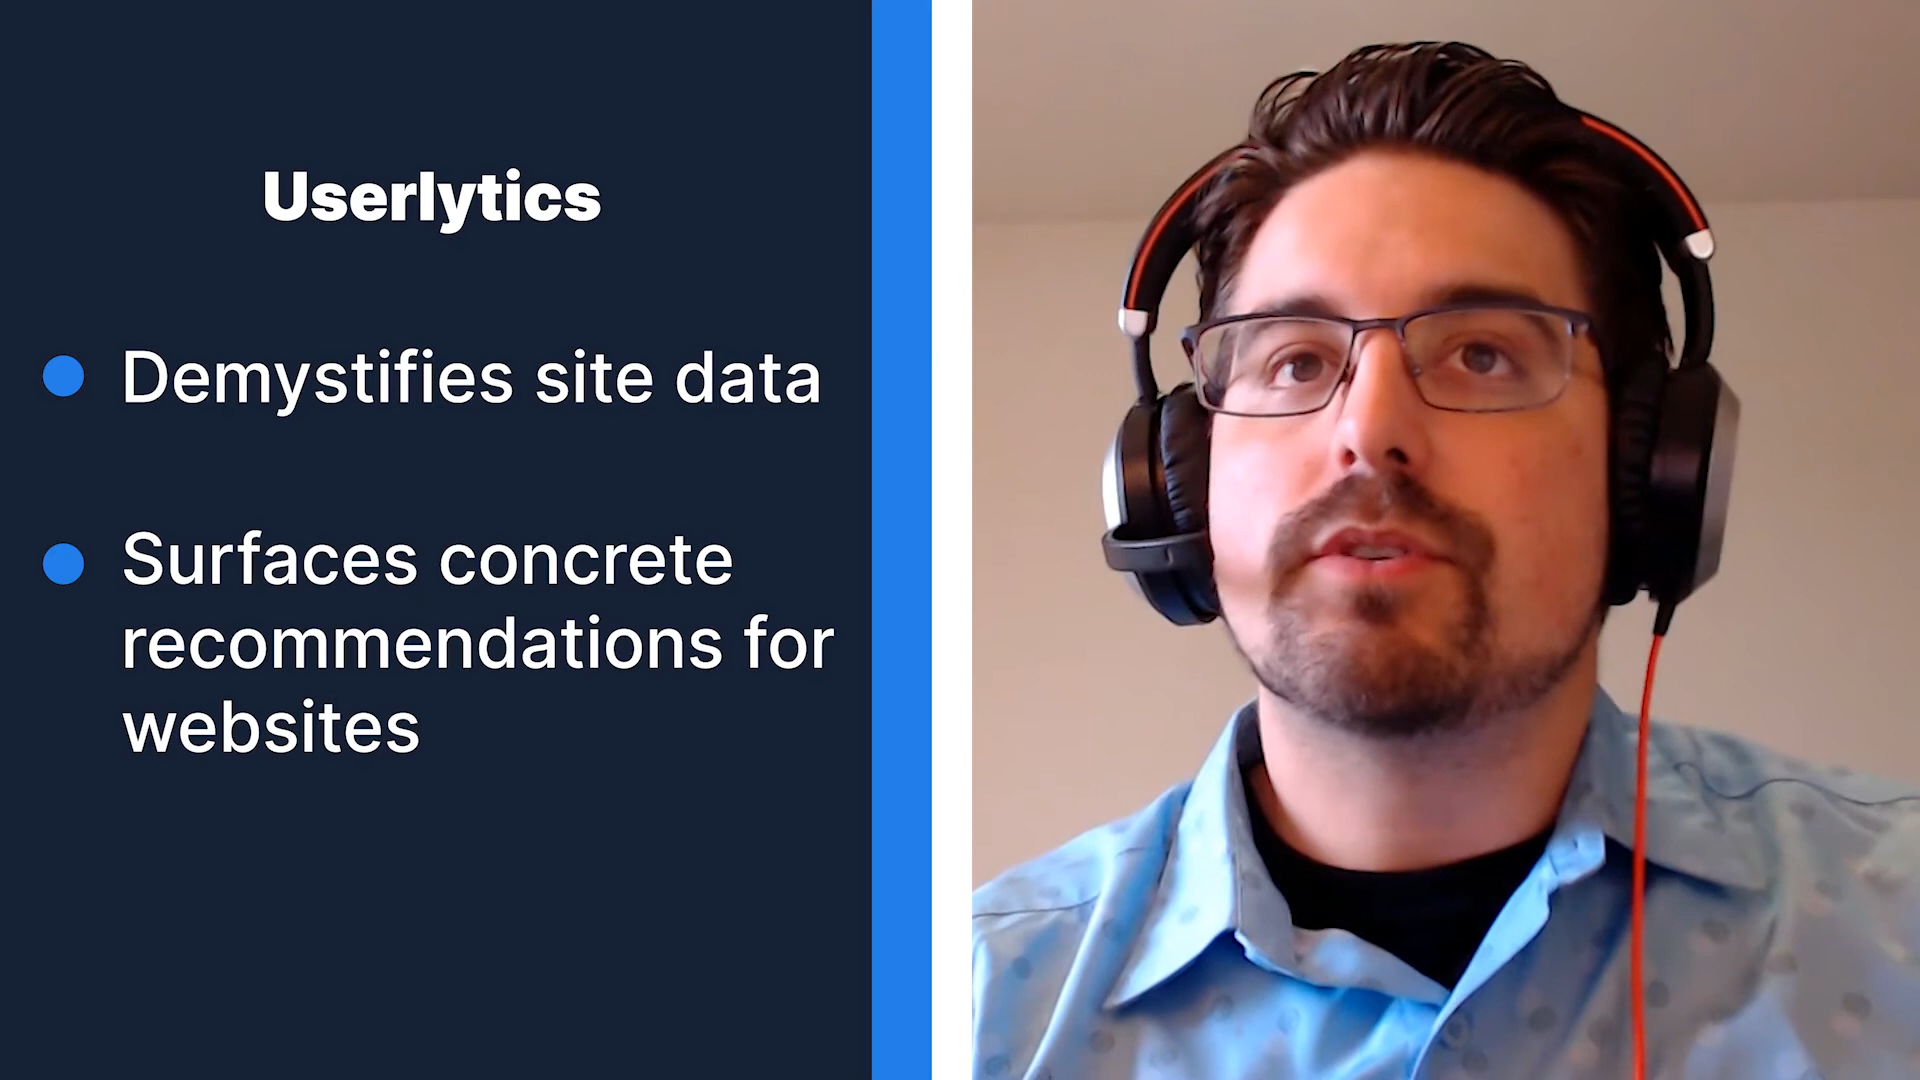 Userlytics
Demystifies site data
Surfaces concrete
recommendations for
websites